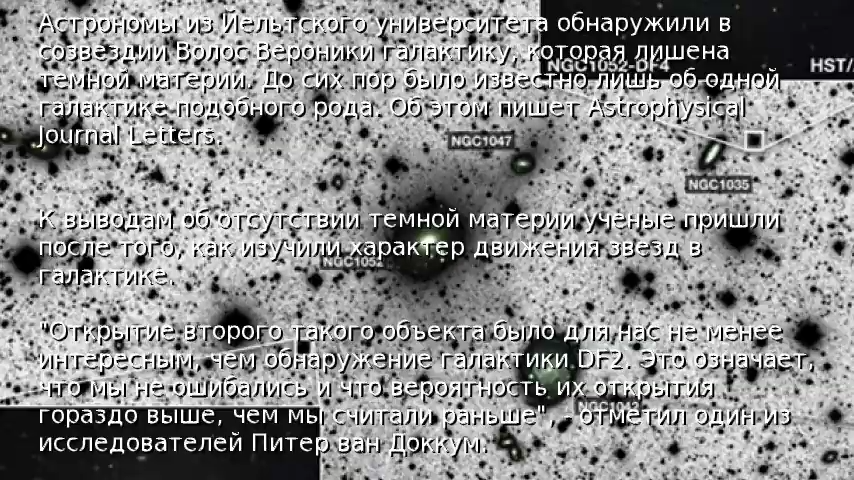 Астрономы из Йельтского университета обнаружили в
созвездии Волос Вероники галактику, которая лишена
темной материи. До сих пор было известно лишь об одной
галактике подобного рода. Об этом пишет Astrophysical
Journal Letters.
К выводам об отсутствии темной материи ученые пришли
после того, как изучили характер движения звезд в
галактике.
"Открытие второго такого объекта было для нас не менее
интересным, чем обнаружение галактики DF2. Это означает,
что мы не ошибались и что вероятность их открытия
гораздо выше, чем мы считали раньше", - отметил один из
исследователей Питер ван Доккум.
NGC1052-DF4
HST/
NGC1047
NGC1035
NGC1052